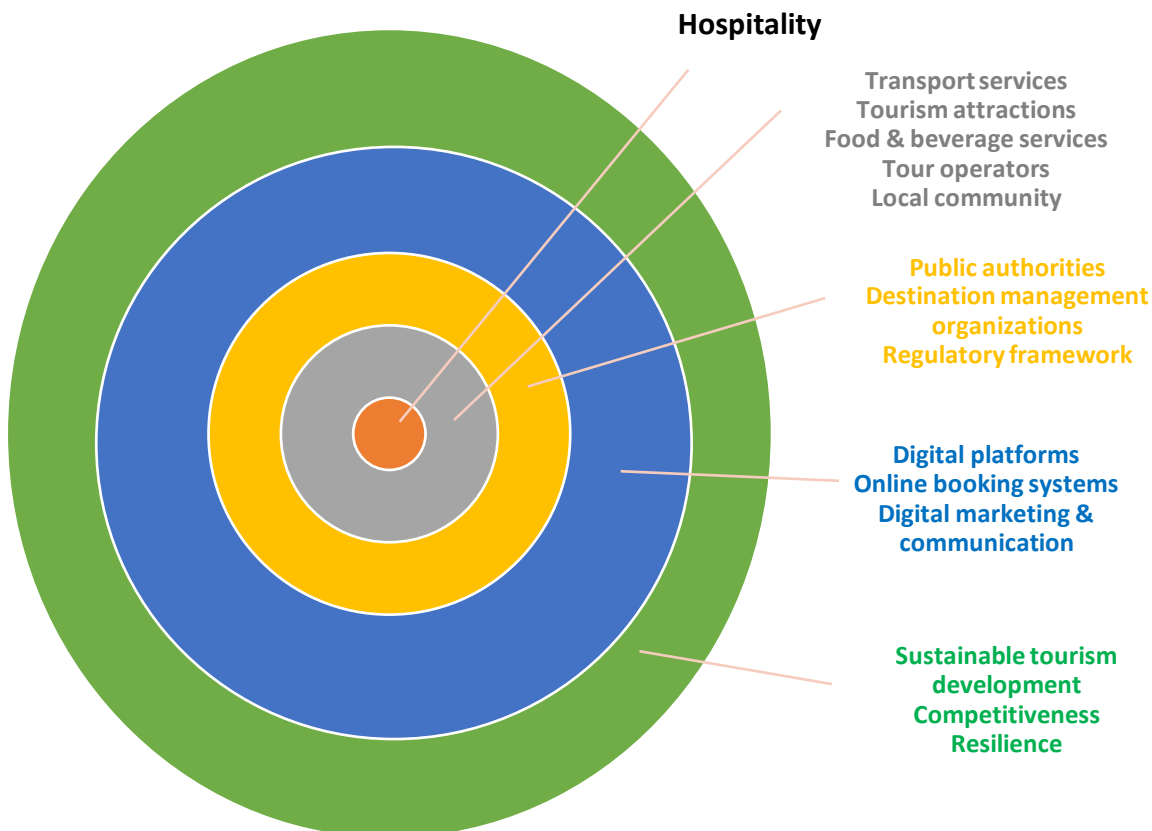 Hospitality
Transport services
Tourism attractions
Food & beverage services
Tour operators
Local community
Public authorities
Destination management
organizations
Regulatory framework
Digital platforms
Online booking systems
Digital marketing &
communication
Sustainable tourism
development
Competitiveness
Resilience